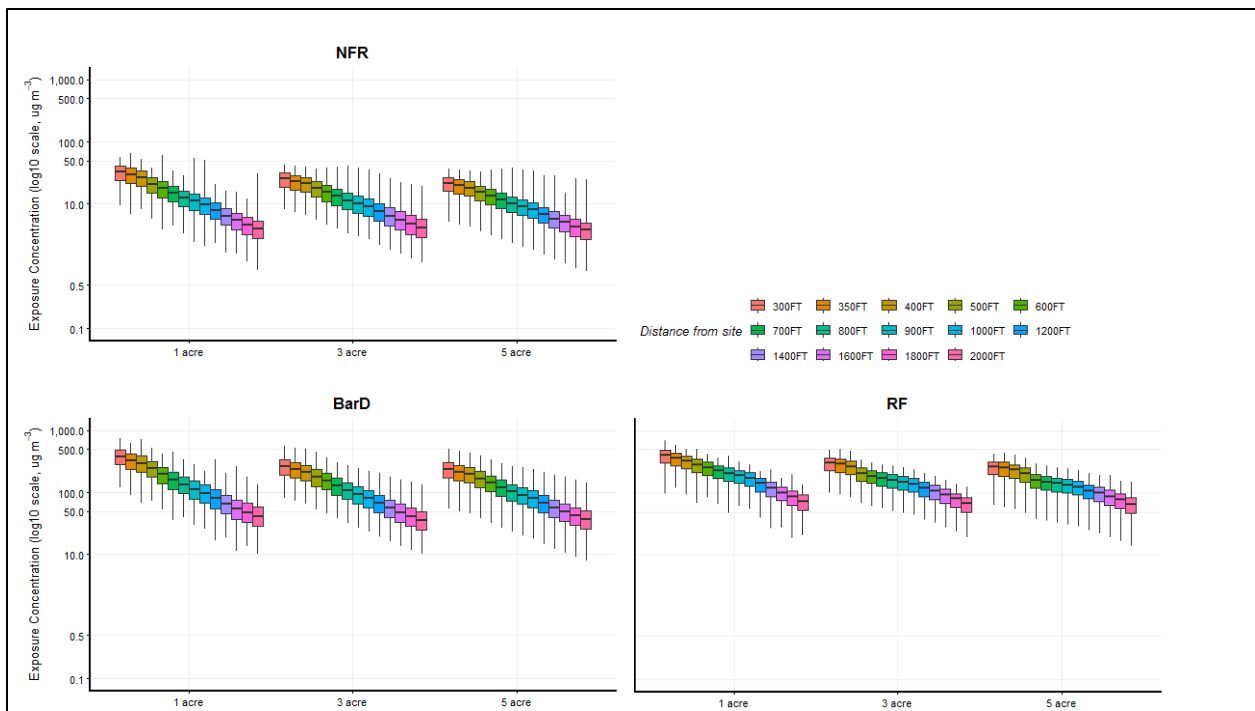 NFR
Exposure Concentration (log10 scale, ug m⁻³)
1,000.0
500.0
100.0
50.0
10.0
0.5
0.1
1 acre 3 acre 5 acre
Distance from site
300FT 350FT 400FT 500FT 600FT
700FT 800FT 900FT 1000FT 1200FT
1400FT 1600FT 1800FT 2000FT
BarD
Exposure Concentration (log10 scale, ug m⁻³)
1,000.0
500.0
100.0
50.0
10.0
0.5
0.1
1 acre 3 acre 5 acre
RF
1 acre 3 acre 5 acre